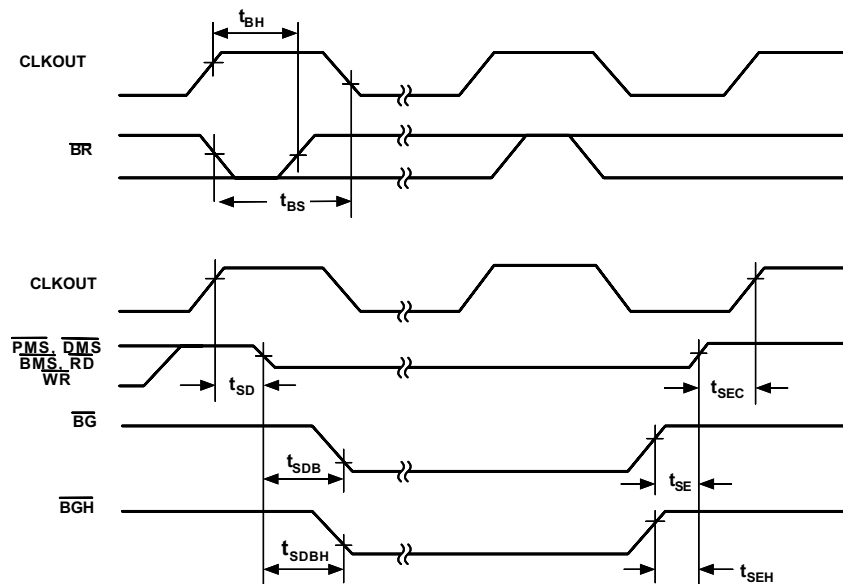 tBH
CLKOUT
BR
tBS
CLKOUT
PMS, DMS
BMS, RD
WR
tSD
tSEC
BG
tSDB
tSE
BGH
tSDBH
tSEH